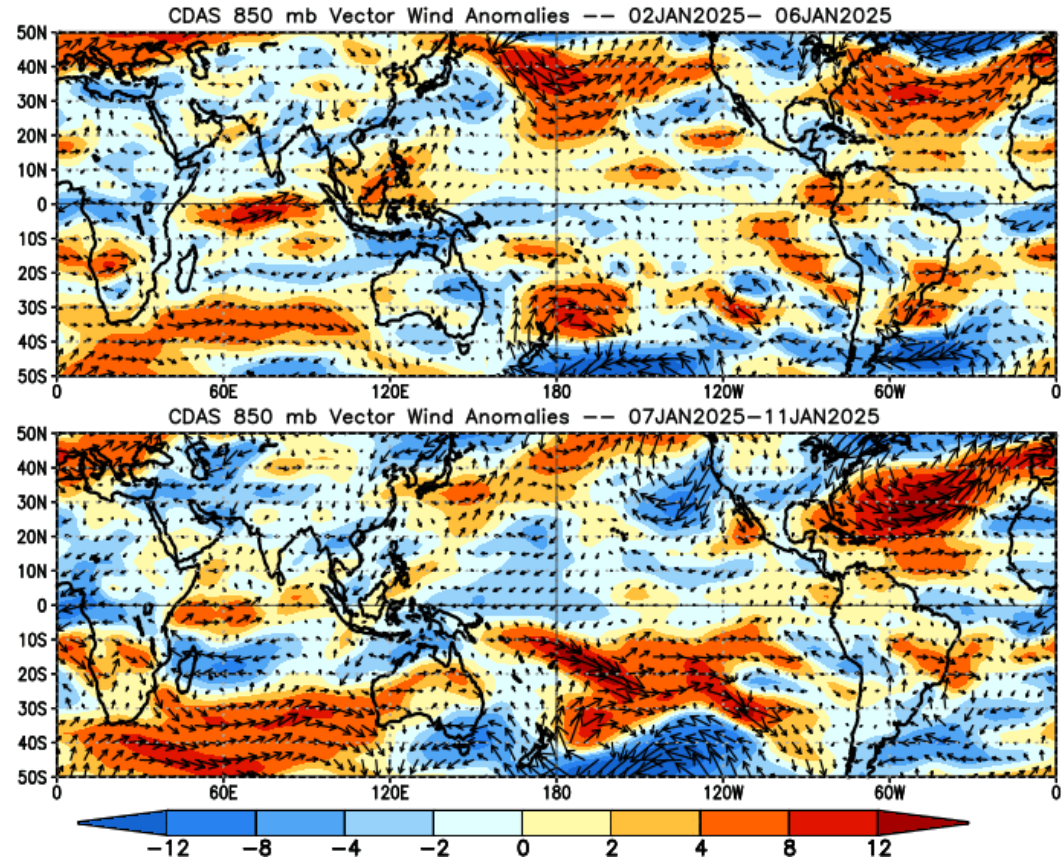 CDAS 850 mb Vector Wind Anomalies -- 02JAN2025- 06JAN2025
50N
40N
30N
20N
10N
0
10S
20S
30S
40S
50S
0 60E 120E 180 120W 60W 0
CDAS 850 mb Vector Wind Anomalies -- 07JAN2025-11JAN2025
50N
40N
30N
20N
10N
0
10S
20S
30S
40S
50S
0 60E 120E 180 120W 60W 0
-12 -8 -4 -2 0 2 4 8 12